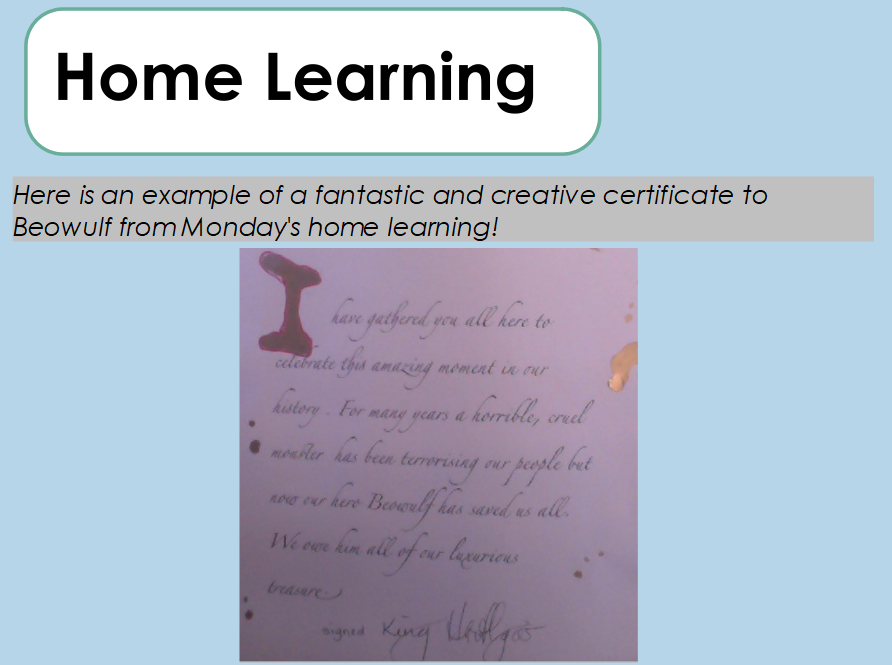 Home Learning
Here is an example of a fantastic and creative certificate to
Beowulf from Monday's home learning!
I have gathered you all here to
celebrate this amazing moment in our
history. For many years a horrible, cruel
monster has been terrorising our people but
now our hero Beowulf has saved us all.
We owe him all of our luxurious
treasure.
signed King